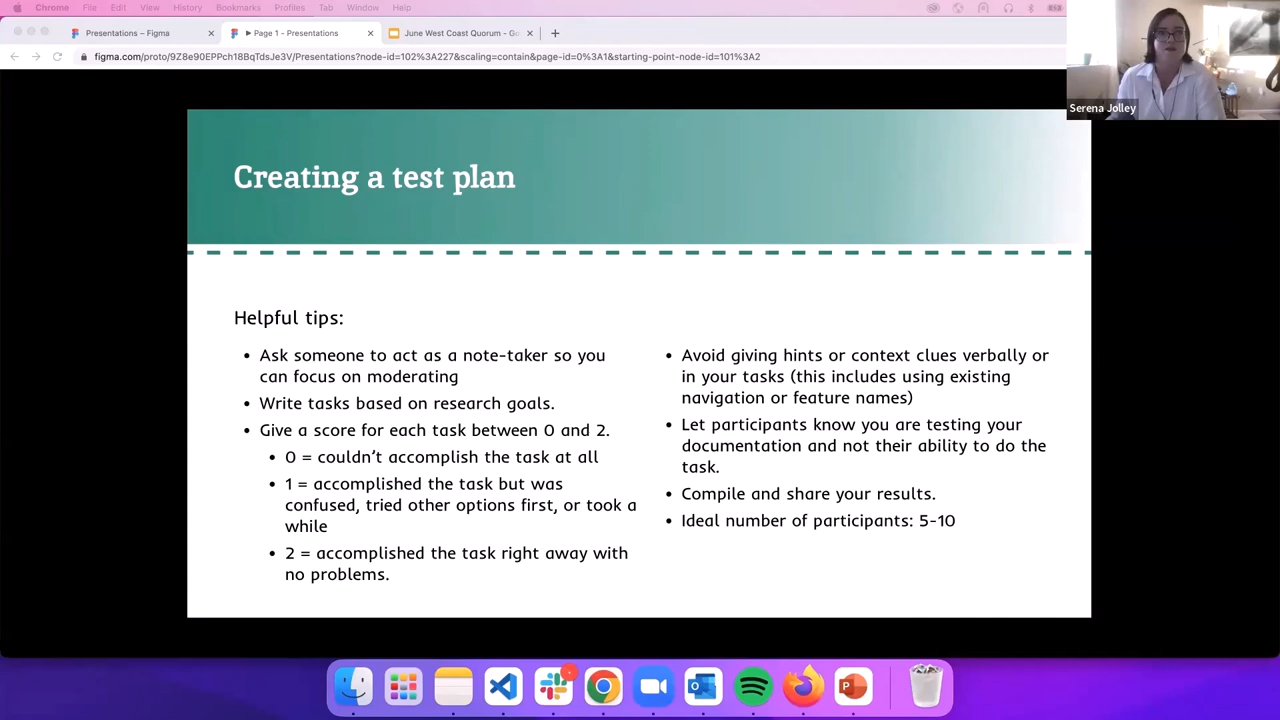 Chrome File Edit View History Bookmarks Profiles Tab Window Help
Presentations – Figma
Page 1 - Presentations
June West Coast Quorum - Go
figma.com/proto/9Z8e90EPPch18BqTdsJe3V/Presentations?node-id=102%3A227&scaling=contain&page-id=0%3A1&starting-point-node-id=101%3A2
Serena Jolley
Creating a test plan
Helpful tips:
• Ask someone to act as a note-taker so you
can focus on moderating
• Write tasks based on research goals.
• Give a score for each task between 0 and 2.
• 0 = couldn't accomplish the task at all
• 1 = accomplished the task but was
confused, tried other options first, or took a
while
• 2 = accomplished the task right away with
no problems.
• Avoid giving hints or context clues verbally or
in your tasks (this includes using existing
navigation or feature names)
• Let participants know you are testing your
documentation and not their ability to do the
task.
• Compile and share your results.
• Ideal number of participants: 5-10